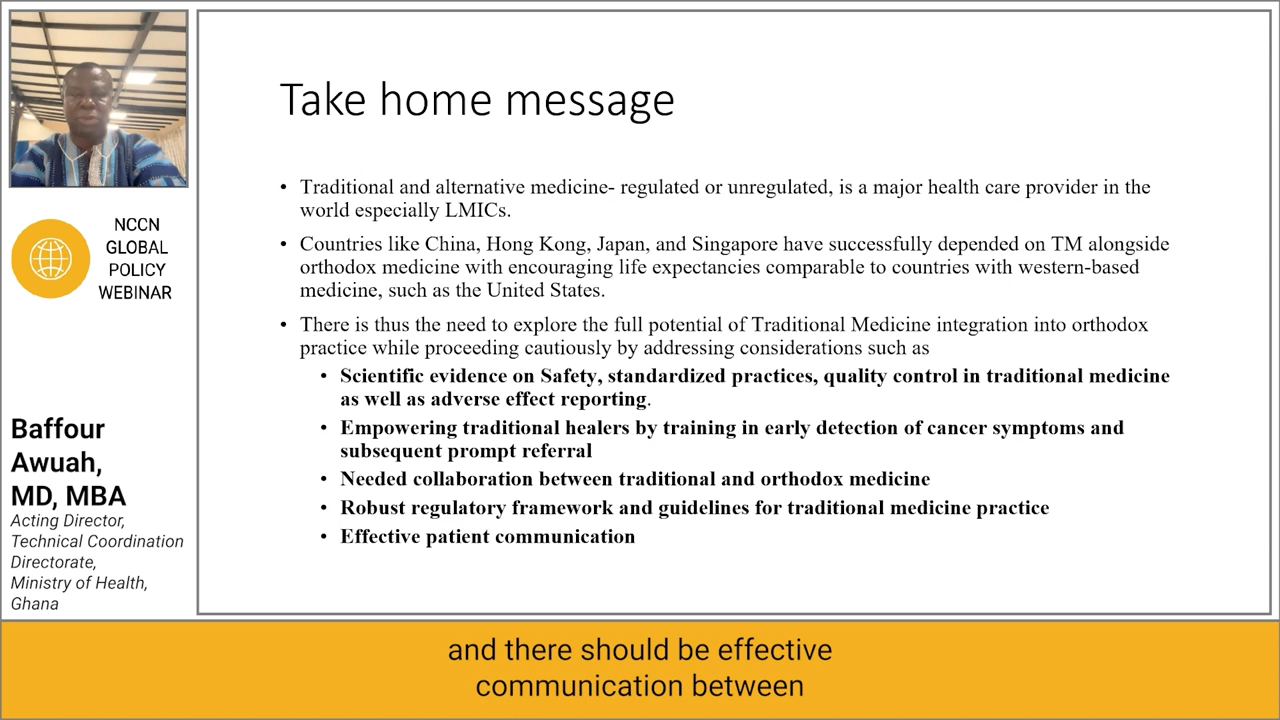 NCCN
GLOBAL
POLICY
WEBINAR
Baffour
Awuah,
MD, MBA
Acting Director,
Technical Coordination
Directorate,
Ministry of Health,
Ghana
Take home message
• Traditional and alternative medicine- regulated or unregulated, is a major health care provider in the
world especially LMICs.
• Countries like China, Hong Kong, Japan, and Singapore have successfully depended on TM alongside
orthodox medicine with encouraging life expectancies comparable to countries with western-based
medicine, such as the United States.
• There is thus the need to explore the full potential of Traditional Medicine integration into orthodox
practice while proceeding cautiously by addressing considerations such as
• Scientific evidence on Safety, standardized practices, quality control in traditional medicine
as well as adverse effect reporting.
• Empowering traditional healers by training in early detection of cancer symptoms and
subsequent prompt referral
• Needed collaboration between traditional and orthodox medicine
• Robust regulatory framework and guidelines for traditional medicine practice
• Effective patient communication
and there should be effective
communication between